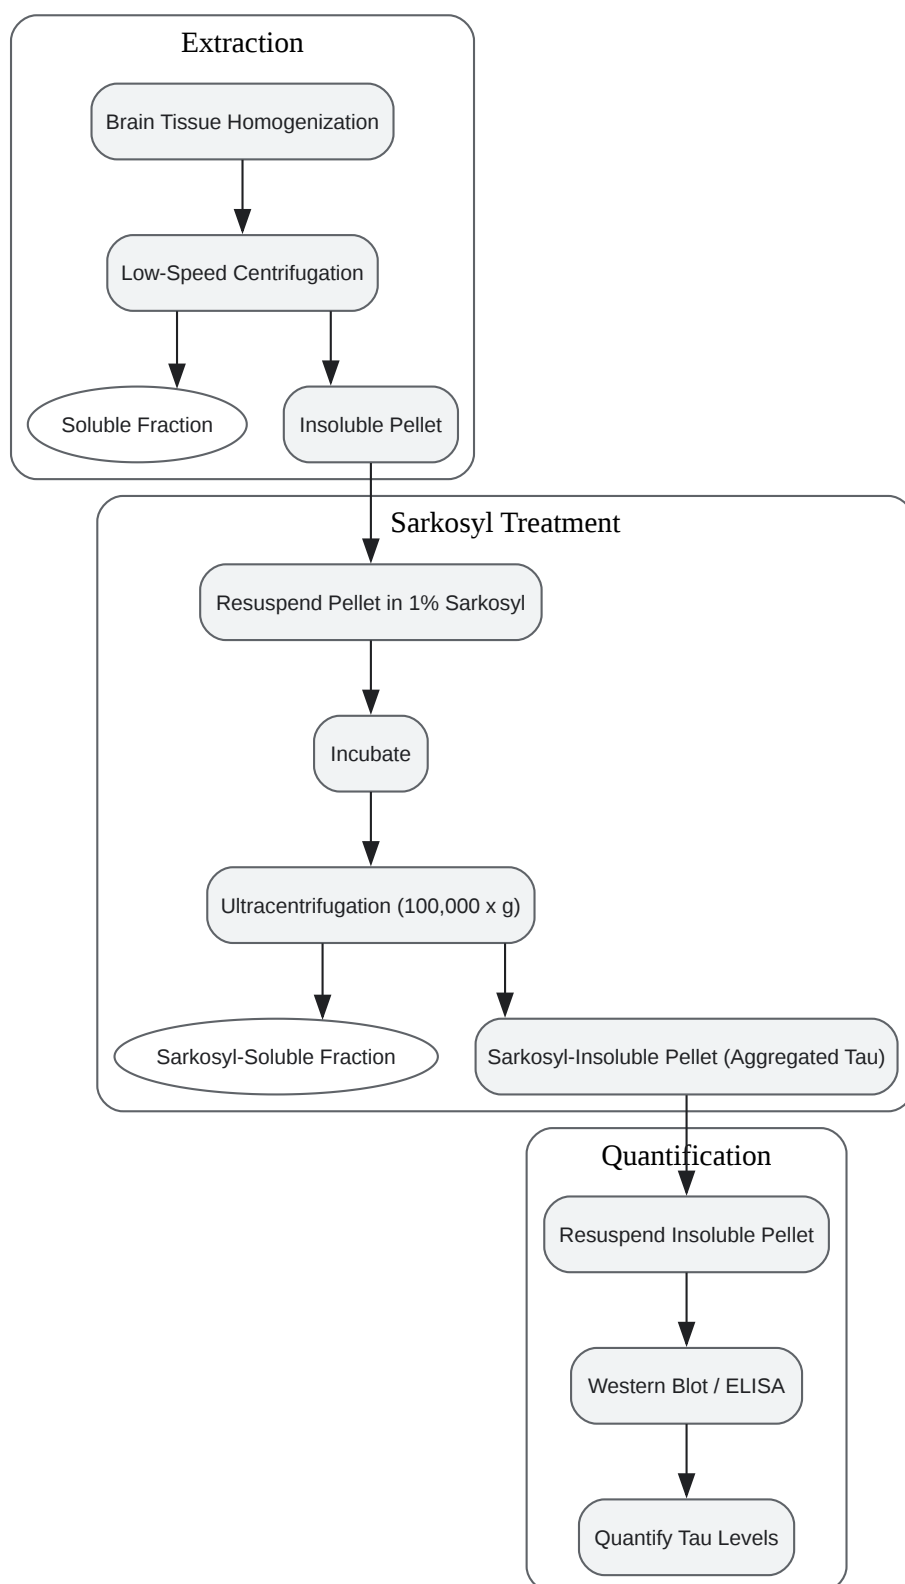 Extraction
Brain Tissue Homogenization
Low-Speed Centrifugation
Soluble Fraction
Insoluble Pellet
Sarkosyl Treatment
Resuspend Pellet in 1% Sarkosyl
Incubate
Ultracentrifugation (100,000 x g)
Sarkosyl-Soluble Fraction
Sarkosyl-Insoluble Pellet (Aggregated Tau)
Quantification
Resuspend Insoluble Pellet
Western Blot / ELISA
Quantify Tau Levels